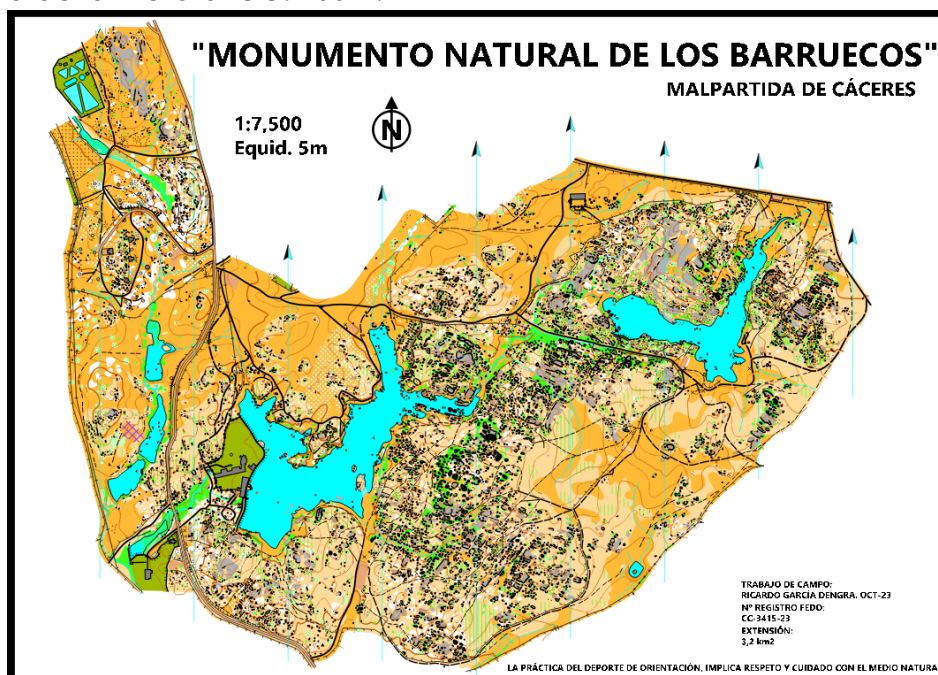 "MONUMENTO NATURAL DE LOS BARRUECOS"
MALPARTIDA DE CÁCERES
1:7,500
Equid. 5m
N
TRABAJO DE CAMPO:
RICARDO GARCÍA DENGRA. OCT-23
Nº REGISTRO FEDO:
CC-3415-23
EXTENSIÓN:
3,2 km2
LA PRÁCTICA DEL DEPORTE DE ORIENTACIÓN, IMPLICA RESPETO Y CUIDADO CON EL MEDIO NATURA